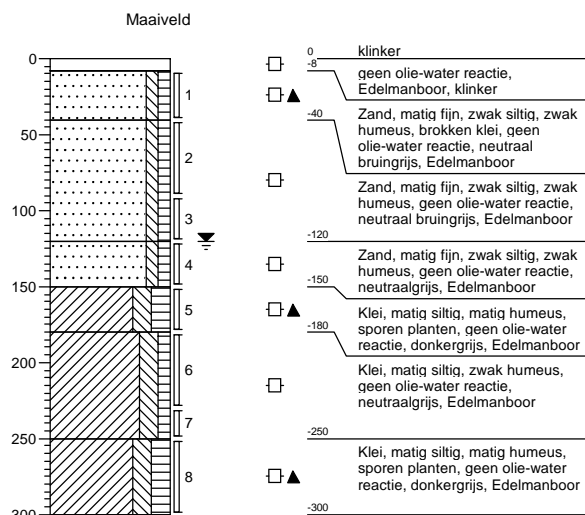 Maaiveld
0
50
100
150
200
250
300
1
2
3
4
5
6
7
8
0
klinker
-8
geen olie-water reactie,
Edelmanboor, klinker
-40
Zand, matig fijn, zwak siltig, zwak
humeus, brokken klei, geen
olie-water reactie, neutraal
bruingrijs, Edelmanboor
Zand, matig fijn, zwak siltig, zwak
humeus, geen olie-water reactie,
neutraal bruingrijs, Edelmanboor
-120
Zand, matig fijn, zwak siltig, zwak
humeus, geen olie-water reactie,
neutraalgrijs, Edelmanboor
-150
Klei, matig siltig, matig humeus,
sporen planten, geen olie-water
reactie, donkergrijs, Edelmanboor
-180
Klei, matig siltig, zwak humeus,
geen olie-water reactie,
neutraalgrijs, Edelmanboor
-250
Klei, matig siltig, matig humeus,
sporen planten, geen olie-water
reactie, donkergrijs, Edelmanboor
-300